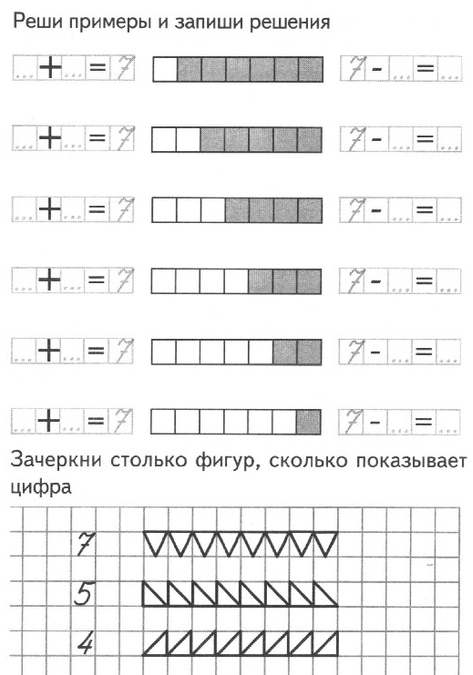 Реши примеры и запиши решения
... + ... = 7 7 - ... = ...
... + ... = 7 7 - ... = ...
... + ... = 7 7 - ... = ...
... + ... = 7 7 - ... = ...
... + ... = 7 7 - ... = ...
... + ... = 7 7 - ... = ...
Зачеркни столько фигур, сколько показывает
цифра
7
5
4